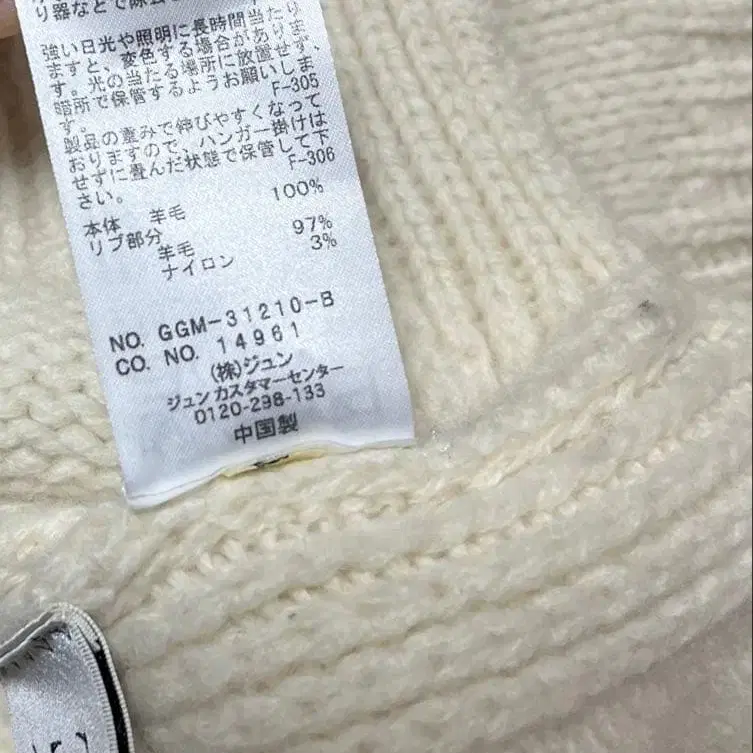 り器などで除去
強い日光や照明に長時間当たり
ますと、変色する場合がありま
す。光の当たる場所に放置せず、
暗所で保管するようお願いしま
す。 F-305
製品の重みで伸びやすくなって
おりますので、ハンガー掛けは
せずに畳んだ状態で保管して下
さい。 F-306
本体 羊毛 100%
リブ部分
羊毛 97%
ナイロン 3%
NO. GGM-31210-B
CO. NO. 14961
(株)ジュン
ジュン カスタマーセンター
0120-298-133
中国製